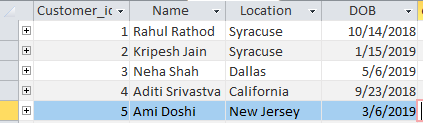 Customer_id Name Location DOB
1 Rahul Rathod Syracuse 10/14/2018
2 Kripesh Jain Syracuse 1/15/2019
3 Neha Shah Dallas 5/6/2019
4 Aditi Sritvastva California 9/23/2018
5 Ami Doshi New Jersey 3/6/2019